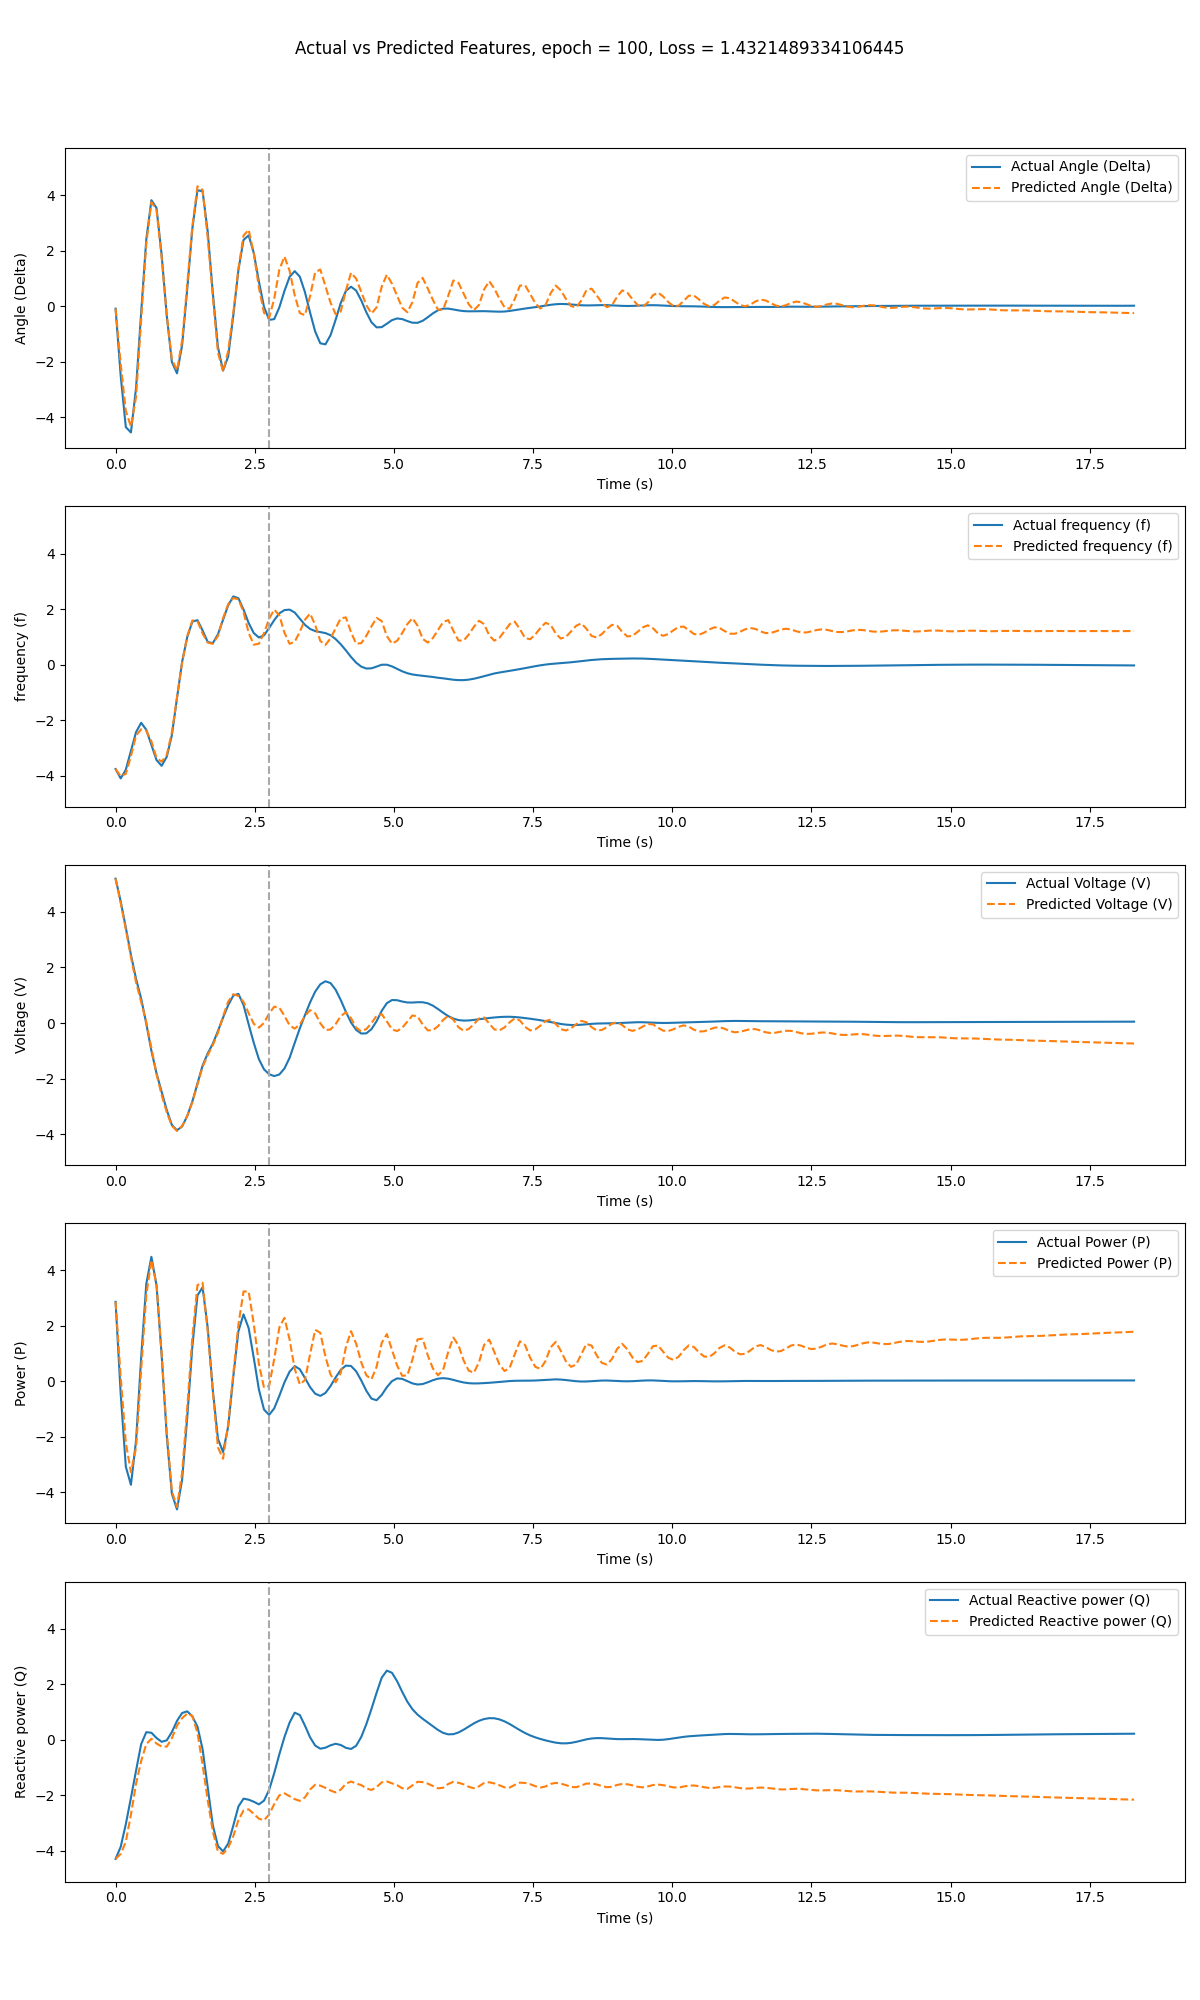 Actual vs Predicted Features, epoch = 100, Loss = 1.4321489334106445
Actual Angle (Delta)
Predicted Angle (Delta)
Angle (Delta)
4
2
0
−2
−4
0.0 2.5 5.0 7.5 10.0 12.5 15.0 17.5
Time (s)
Actual frequency (f)
Predicted frequency (f)
frequency (f)
4
2
0
−2
−4
0.0 2.5 5.0 7.5 10.0 12.5 15.0 17.5
Time (s)
Actual Voltage (V)
Predicted Voltage (V)
Voltage (V)
4
2
0
−2
−4
0.0 2.5 5.0 7.5 10.0 12.5 15.0 17.5
Time (s)
Actual Power (P)
Predicted Power (P)
Power (P)
4
2
0
−2
−4
0.0 2.5 5.0 7.5 10.0 12.5 15.0 17.5
Time (s)
Actual Reactive power (Q)
Predicted Reactive power (Q)
Reactive power (Q)
4
2
0
−2
−4
0.0 2.5 5.0 7.5 10.0 12.5 15.0 17.5
Time (s)